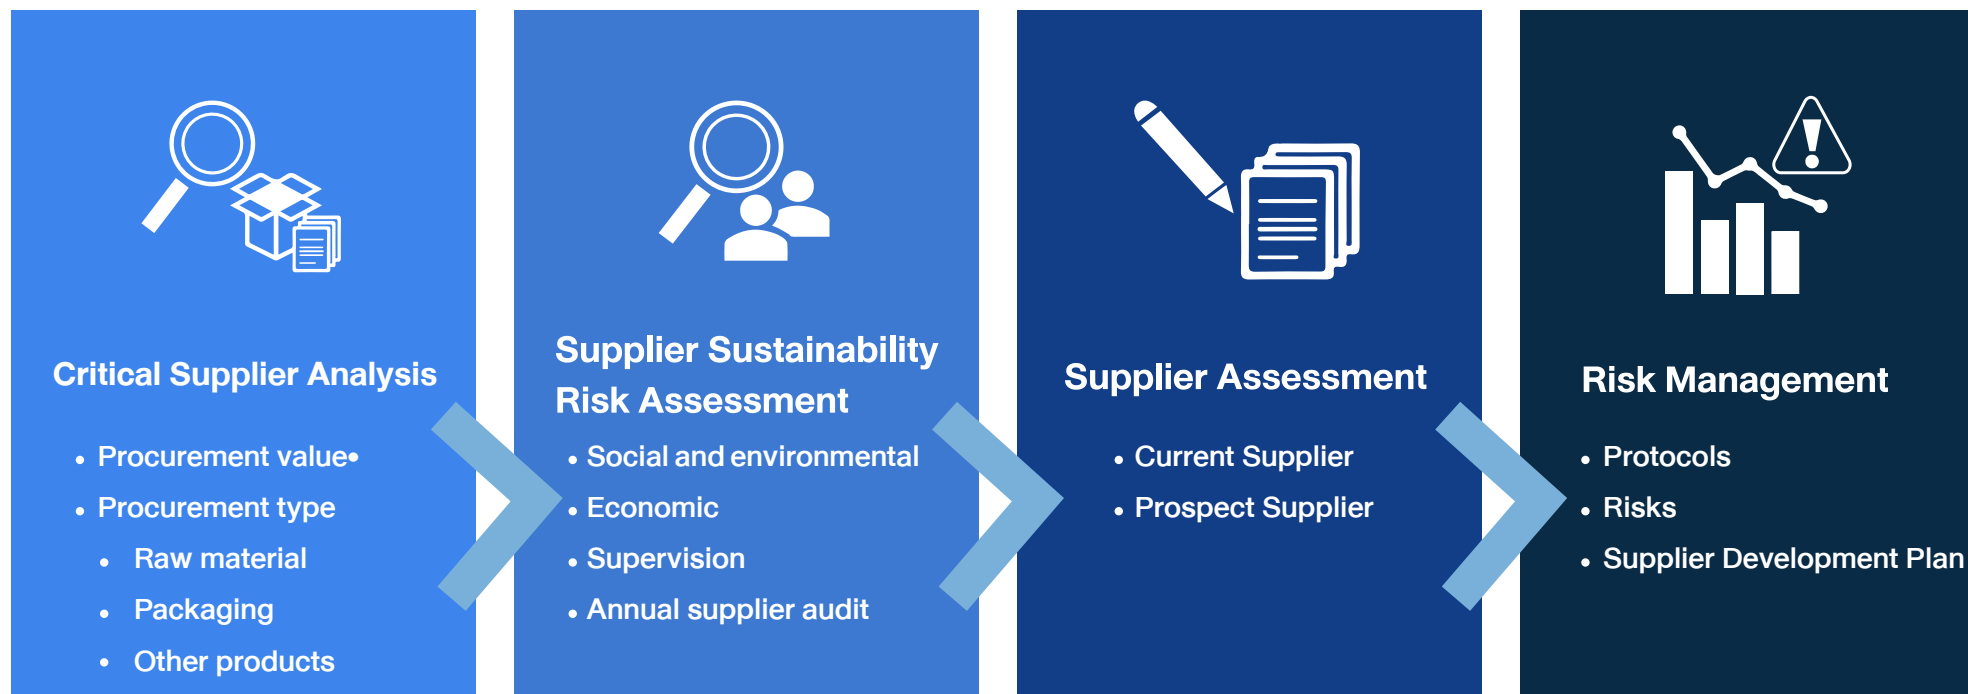 Critical Supplier Analysis
• Procurement value•
• Procurement type
• Raw material
• Packaging
• Other products
Supplier Sustainability
Risk Assessment
• Social and environmental
• Economic
• Supervision
• Annual supplier audit
Supplier Assessment
• Current Supplier
• Prospect Supplier
Risk Management
• Protocols
• Risks
• Supplier Development Plan